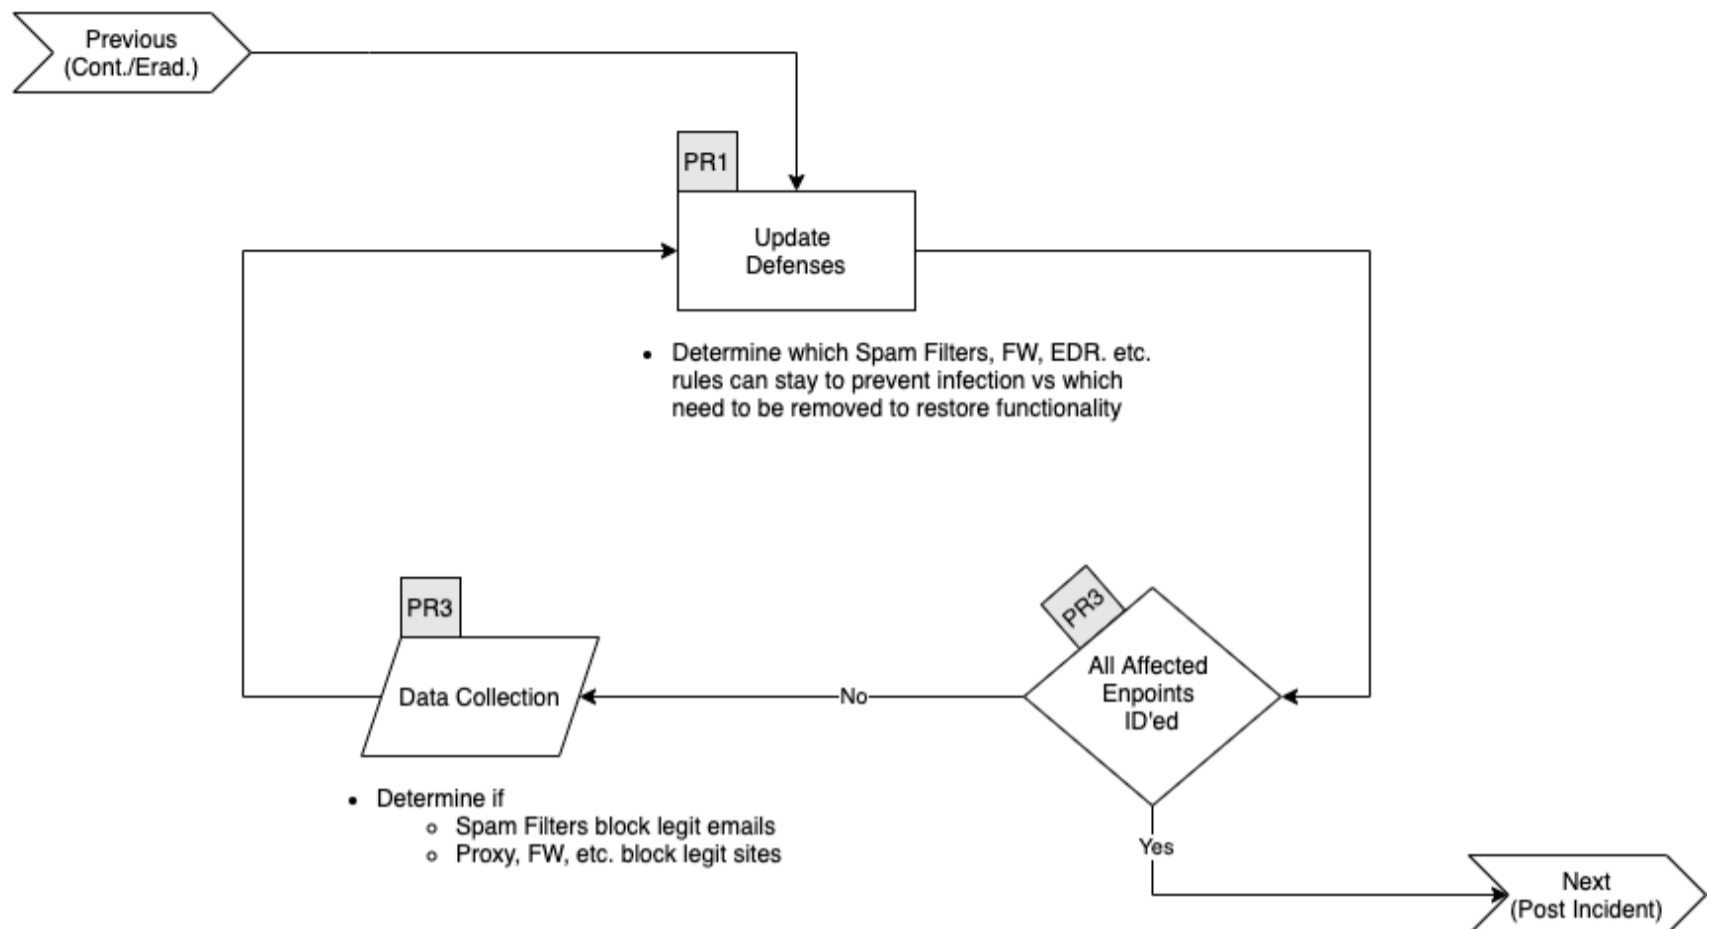 Previous
(Cont./Erad.)
PR1
Update
Defenses
• Determine which Spam Filters, FW, EDR. etc.
rules can stay to prevent infection vs which
need to be removed to restore functionality
PR3
All Affected
Enpoints
ID'ed
No
PR3
Data Collection
• Determine if
○ Spam Filters block legit emails
○ Proxy, FW, etc. block legit sites
Yes
Next
(Post Incident)